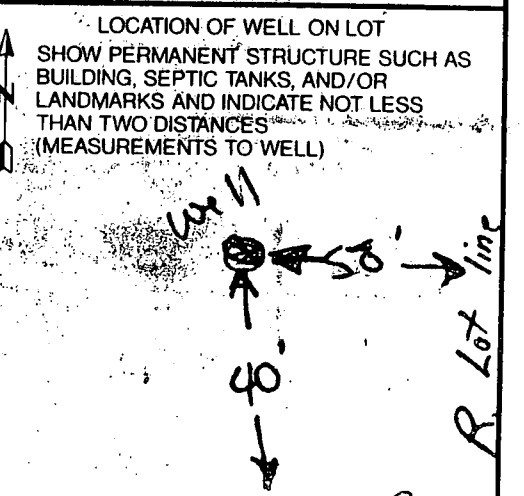 LOCATION OF WELL ON LOT
SHOW PERMANENT STRUCTURE SUCH AS
BUILDING, SEPTIC TANKS, AND/OR
LANDMARKS AND INDICATE NOT LESS
THAN TWO DISTANCES
(MEASUREMENTS TO WELL)
N
Well
50'
R. Lot line
40'